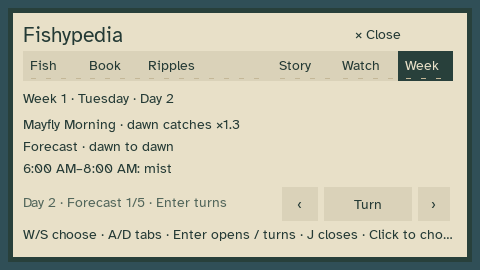 Fishypedia × Close
Fish Book Ripples Story Watch Week
Week 1 · Tuesday · Day 2
Mayfly Morning · dawn catches ×1.3
Forecast · dawn to dawn
6:00 AM–8:00 AM: mist
Day 2 · Forecast 1/5 · Enter turns ‹ Turn ›
W/S choose · A/D tabs · Enter opens / turns · J closes · Click to cho…